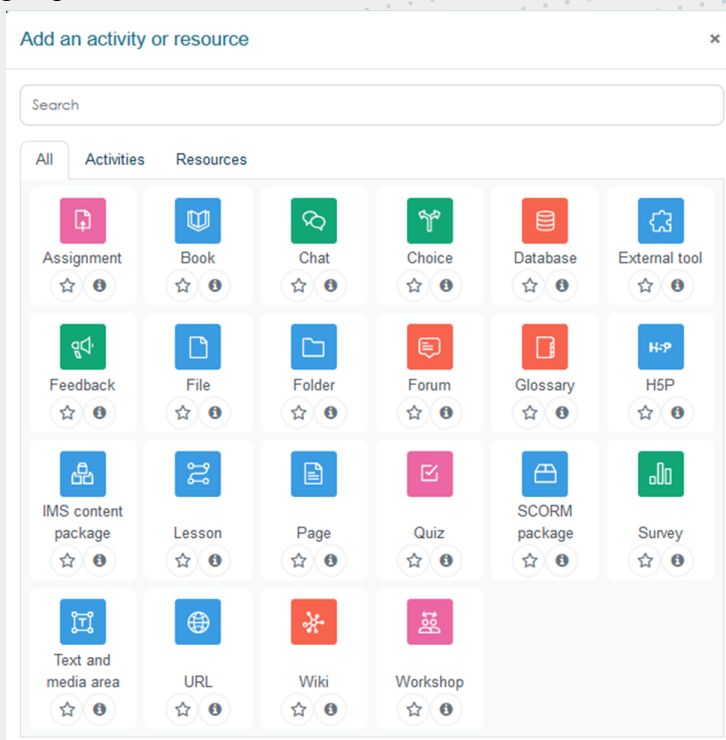 Add an activity or resource ×
Search
All Activities Resources
Assignment Book Chat Choice Database External tool
Feedback File Folder Forum Glossary H5P
H5P
IMS content
package
Lesson Page Quiz
SCORM
package
Survey
Text and
media area
URL Wiki Workshop